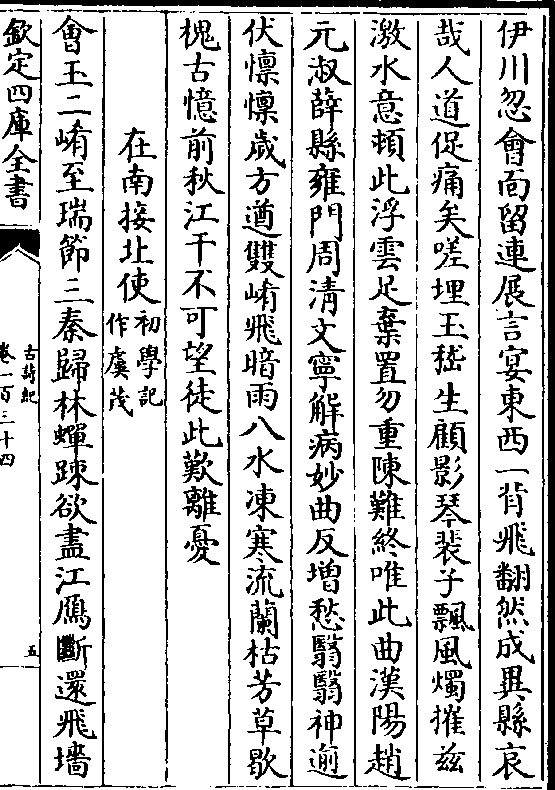 伊川忽會面留連展言宴東西一背飛翻然成異縣哀
哉人道促痛矣嗟埋玉嵇生顧影琴裴子飄風燭摧兹
激水意頓此浮雲足棄置勿重陳難終唯此曲漢陽趙
元淑薛縣雍門周清文寧解病妙曲反増愁翳翳神逾
伏懔懔歳方遒雙崤飛暗雨八水凍寒流蘭枯芳草歇
槐古憶前秋江干不可望徒此歎離憂
在南接北使初學記作虞茂
會玉二崤至瑞節三秦歸林蟬踈欲盡江鴈斷還飛墻
欽定四庫全書
古詩紀
卷一百三十四
五